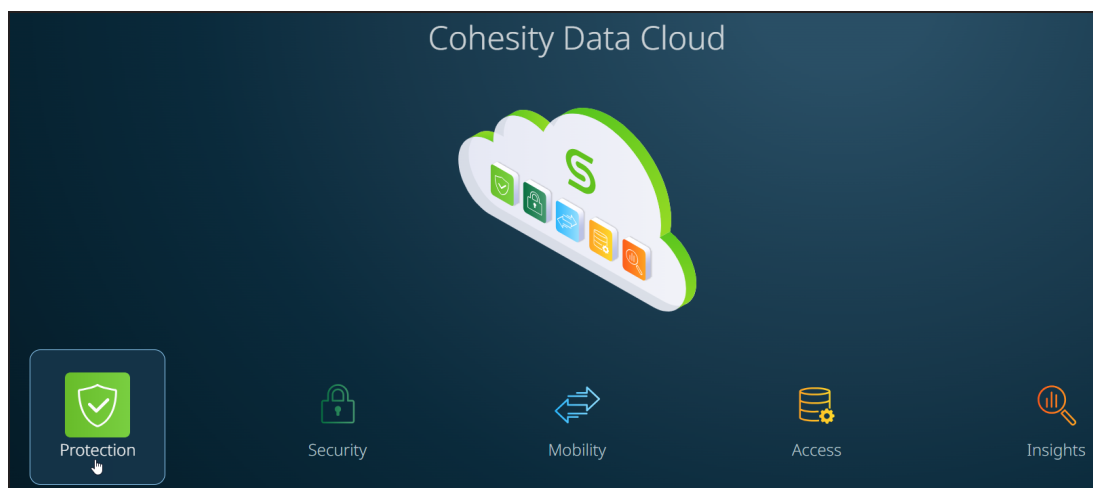 Cohesity Data Cloud
Protection
Security
Mobility
Access
Insights